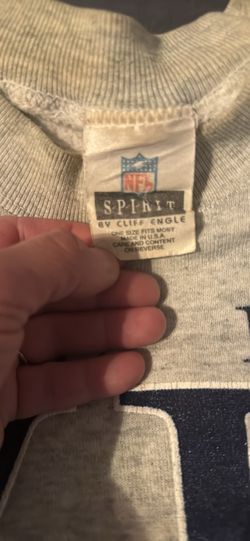 NFL
SPIRIT
BY CLIFF ENGLE
ONE SIZE FITS MOST
MADE IN U.S.A.
CARE AND CONTENT
ON REVERSE